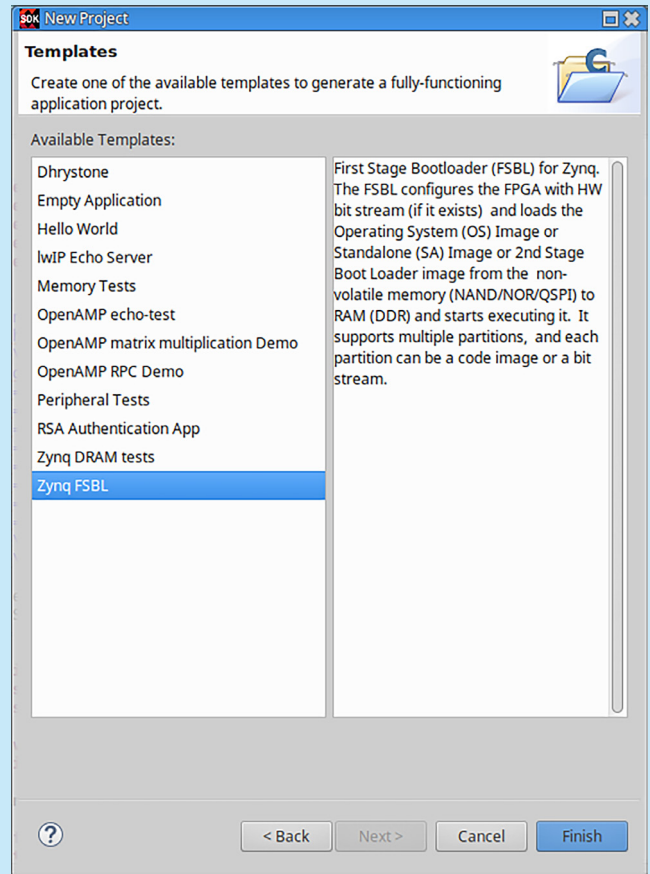 SDK New Project
Templates
Create one of the available templates to generate a fully-functioning
application project.
Available Templates:
Dhrystone
Empty Application
Hello World
lwIP Echo Server
Memory Tests
OpenAMP echo-test
OpenAMP matrix multiplication Demo
OpenAMP RPC Demo
Peripheral Tests
RSA Authentication App
Zynq DRAM tests
Zynq FSBL
First Stage Bootloader (FSBL) for Zynq.
The FSBL configures the FPGA with HW
bit stream (if it exists)  and loads the
Operating System (OS) Image or
Standalone (SA) Image or 2nd Stage
Boot Loader image from the  non-
volatile memory (NAND/NOR/QSPI) to
RAM (DDR) and starts executing it.  It
supports multiple partitions,  and each
partition can be a code image or a bit
stream.
? < Back Next > Cancel Finish